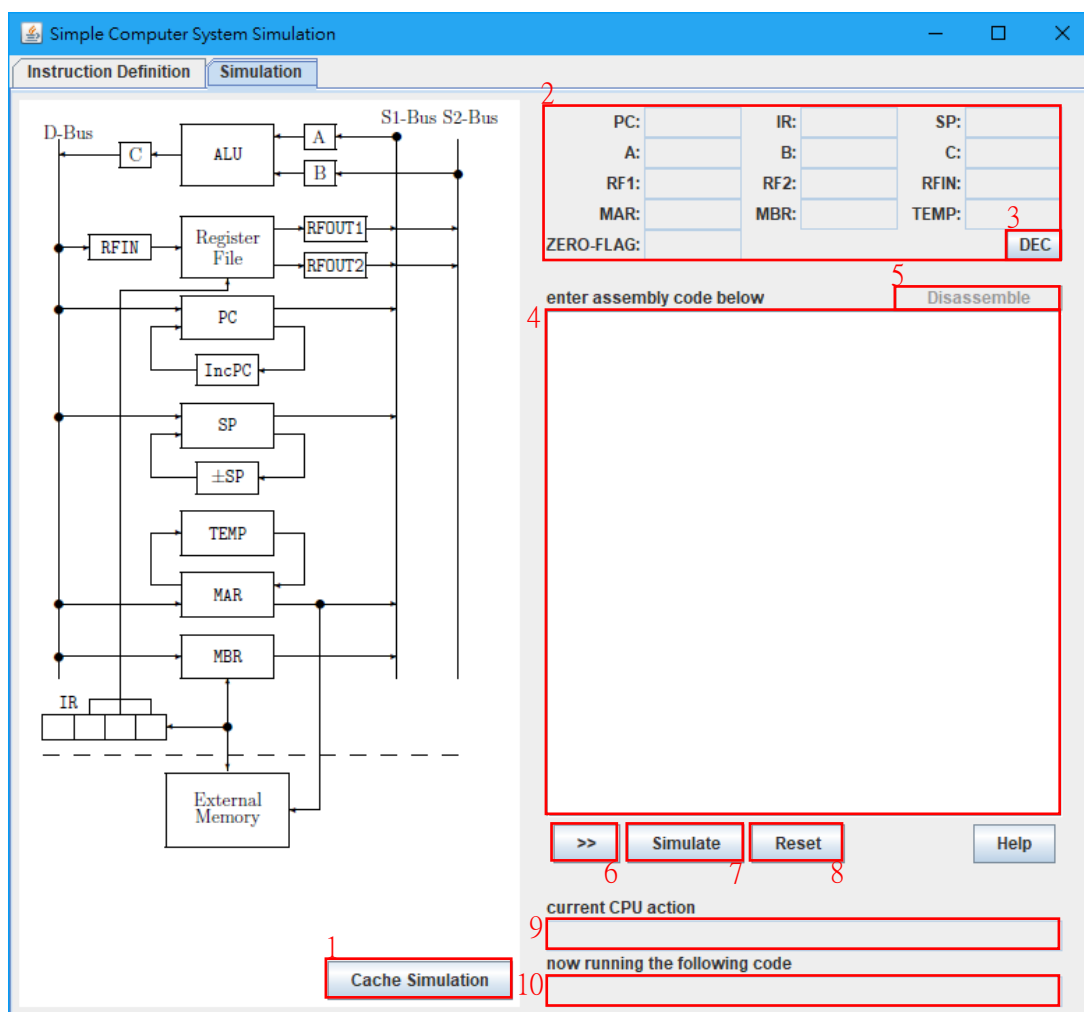 Simple Computer System Simulation
Instruction Definition Simulation
D-Bus
S1-Bus S2-Bus
C
ALU
A
B
RFIN
Register
File
RFOUT1
RFOUT2
PC
IncPC
SP
±SP
TEMP
MAR
MBR
IR
External
Memory
1
Cache Simulation
2
PC: IR: SP:
A: B: C:
RF1: RF2: RFIN:
MAR: MBR: TEMP:
3
ZERO-FLAG: DEC
5
enter assembly code below Disassemble
4
>> Simulate Reset Help
6 7 8
current CPU action
9
now running the following code
10